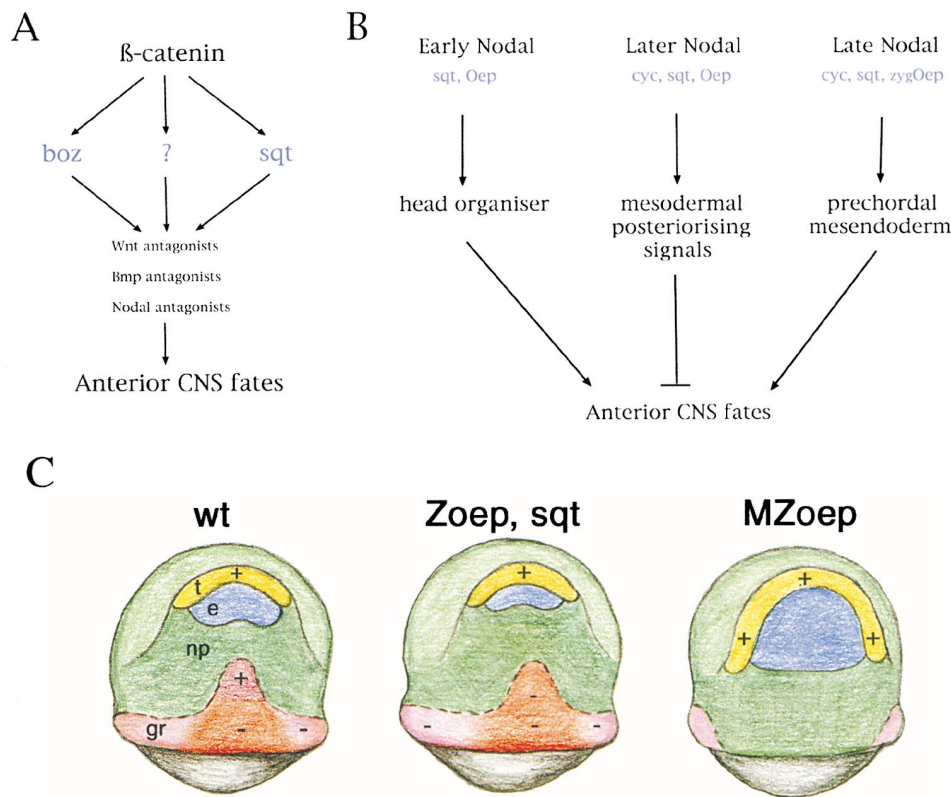 A
ß-catenin
boz ? sqt
Wnt antagonists
Bmp antagonists
Nodal antagonists
Anterior CNS fates
B
Early Nodal Later Nodal Late Nodal
sqt, Oep cyc, sqt, Oep cyc, sqt, zygOep
head organiser mesodermal prechordal
posteriorising mesendoderm
signals
Anterior CNS fates
C
wt Zoep, sqt MZoep
t + + +
e
np + + +
+ -
gr - - - - -